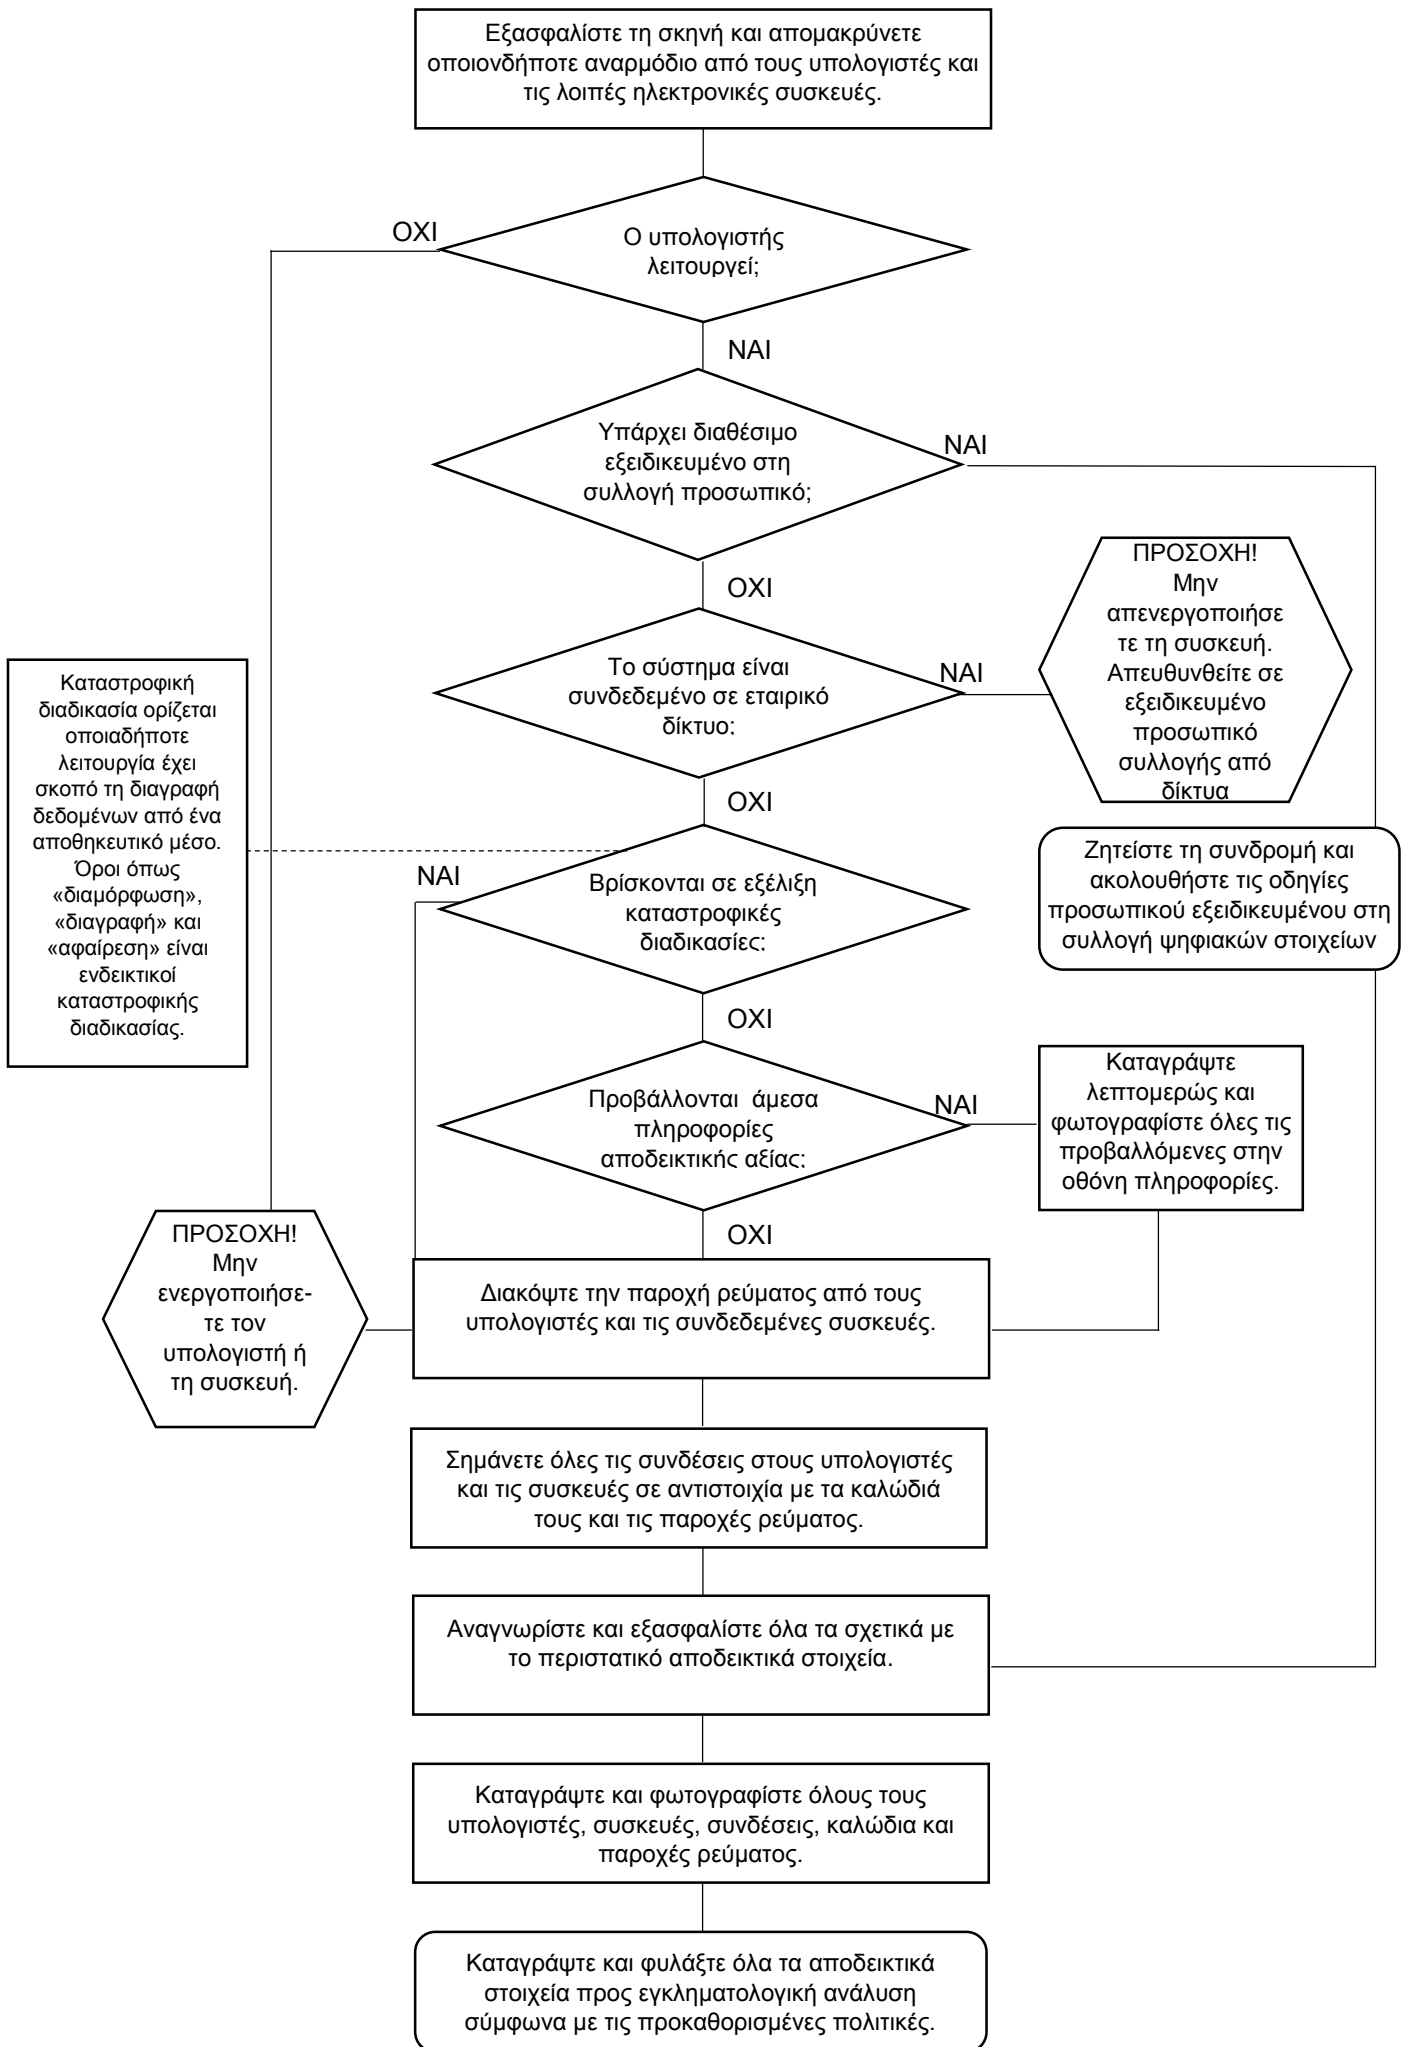 Εξασφαλίστε τη σκηνή και απομακρύνετε
οποιονδήποτε αναρμόδιο από τους υπολογιστές και
τις λοιπές ηλεκτρονικές συσκευές.
ΟΧΙ
Ο υπολογιστής
λειτουργεί;
ΝΑΙ
Υπάρχει διαθέσιμο
εξειδικευμένο στη
συλλογή προσωπικό;
ΝΑΙ
ΟΧΙ
ΠΡΟΣΟΧΗ!
Μην
απενεργοποιήσε
τε τη συσκευή.
Απευθυνθείτε σε
εξειδικευμένο
προσωπικό
συλλογής από
δίκτυα
Το σύστημα είναι
συνδεδεμένο σε εταιρικό
δίκτυο;
ΝΑΙ
ΟΧΙ
Καταστροφική
διαδικασία ορίζεται
οποιαδήποτε
λειτουργία έχει
σκοπό τη διαγραφή
δεδομένων από ένα
αποθηκευτικό μέσο.
Όροι όπως
«διαμόρφωση»,
«διαγραφή» και
«αφαίρεση» είναι
ενδεικτικοί
καταστροφικής
διαδικασίας.
Ζητείστε τη συνδρομή και
ακολουθήστε τις οδηγίες
προσωπικού εξειδικευμένου στη
συλλογή ψηφιακών στοιχείων
ΝΑΙ
Βρίσκονται σε εξέλιξη
καταστροφικές
διαδικασίες;
ΟΧΙ
Προβάλλονται άμεσα
πληροφορίες
αποδεικτικής αξίας;
ΝΑΙ
Καταγράψτε
λεπτομερώς και
φωτογραφίστε όλες τις
προβαλλόμενες στην
οθόνη πληροφορίες.
ΟΧΙ
ΠΡΟΣΟΧΗ!
Μην
ενεργοποιήσε-
τε τον
υπολογιστή ή
τη συσκευή.
Διακόψτε την παροχή ρεύματος από τους
υπολογιστές και τις συνδεδεμένες συσκευές.
Σημάνετε όλες τις συνδέσεις στους υπολογιστές
και τις συσκευές σε αντιστοιχία με τα καλώδιά
τους και τις παροχές ρεύματος.
Αναγνωρίστε και εξασφαλίστε όλα τα σχετικά με
το περιστατικό αποδεικτικά στοιχεία.
Καταγράψτε και φωτογραφίστε όλους τους
υπολογιστές, συσκευές, συνδέσεις, καλώδια και
παροχές ρεύματος.
Καταγράψτε και φυλάξτε όλα τα αποδεικτικά
στοιχεία προς εγκληματολογική ανάλυση
σύμφωνα με τις προκαθορισμένες πολιτικές.